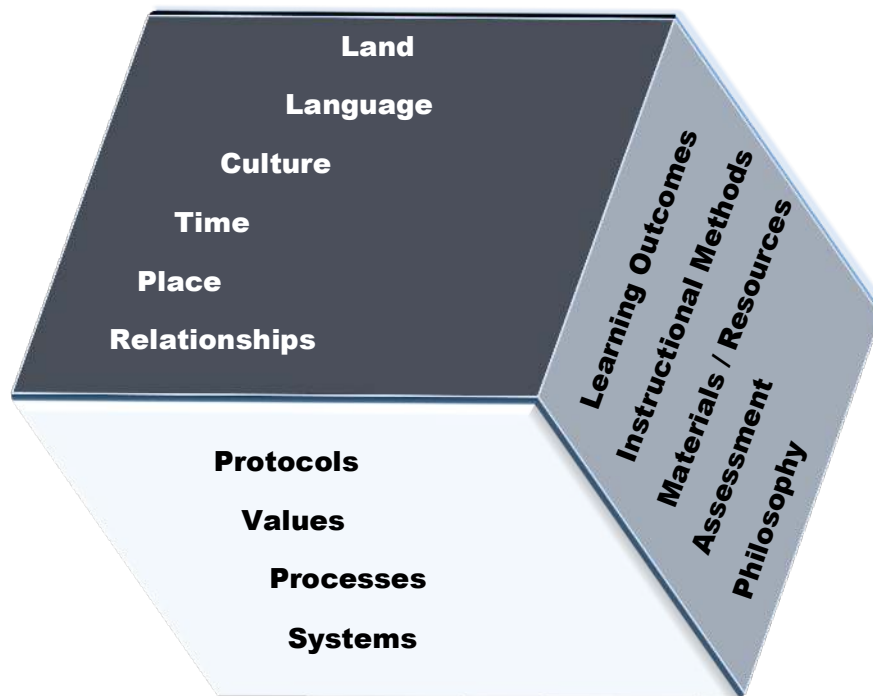 Land
Language
Culture
Time
Place
Relationships
Protocols
Values
Processes
Systems
Learning Outcomes
Instructional Methods
Materials / Resources
Assessment
Philosophy